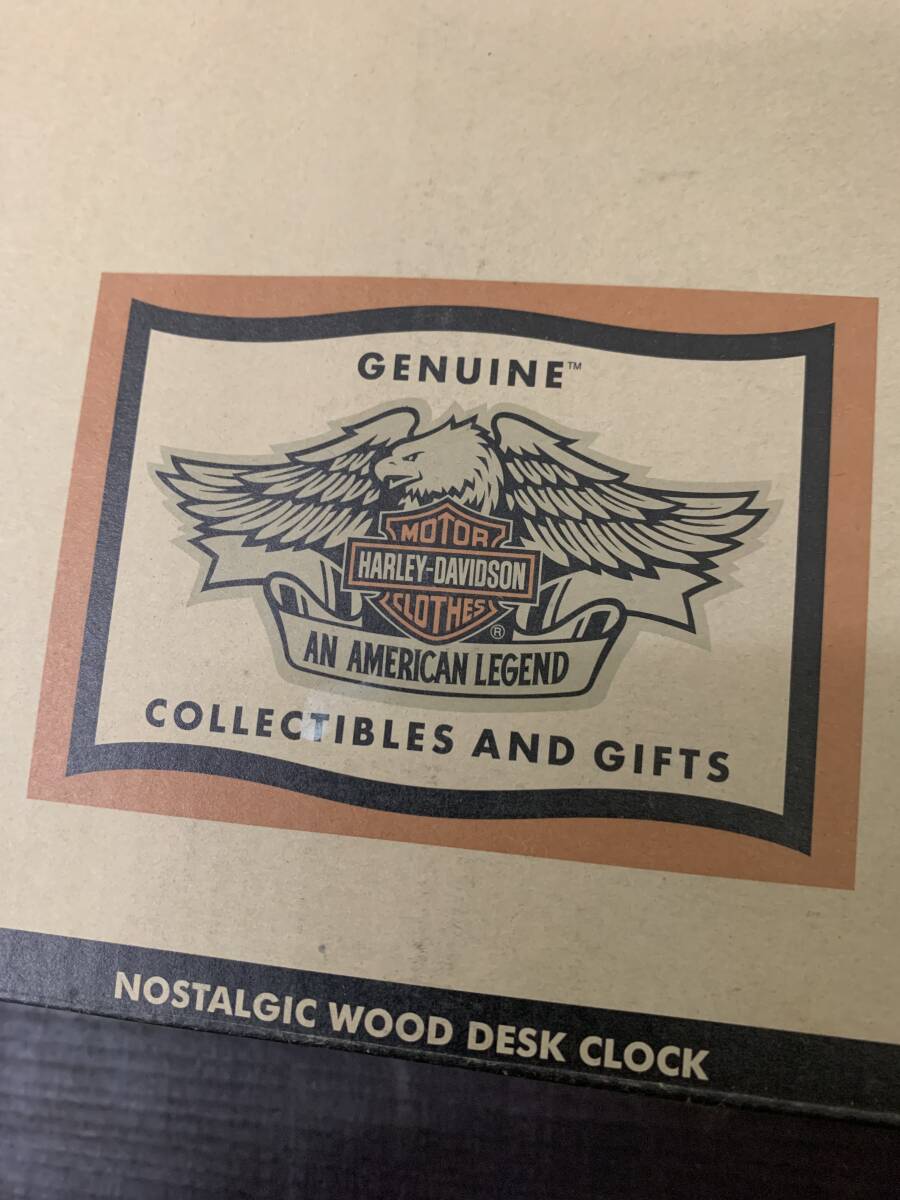 GENUINE™
MOTOR
HARLEY-DAVIDSON
CLOTHES
®
AN AMERICAN LEGEND
COLLECTIBLES AND GIFTS
NOSTALGIC WOOD DESK CLOCK